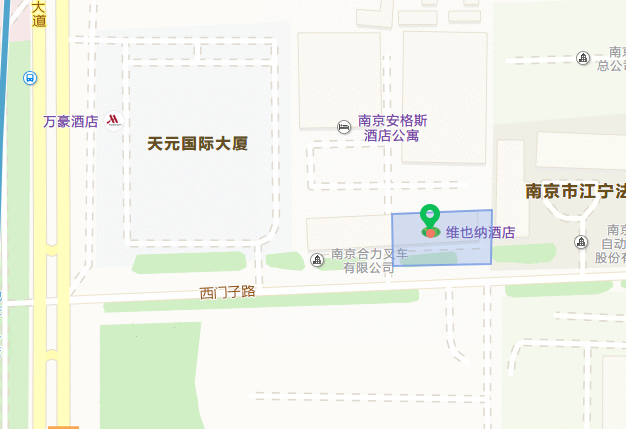 大
道
万豪酒店
天元国际大厦
南京安格斯
酒店公寓
南京
总公司
南京市江宁法
维也纳酒店
南京合力叉车
有限公司
南京
自动
股份有
西门子路